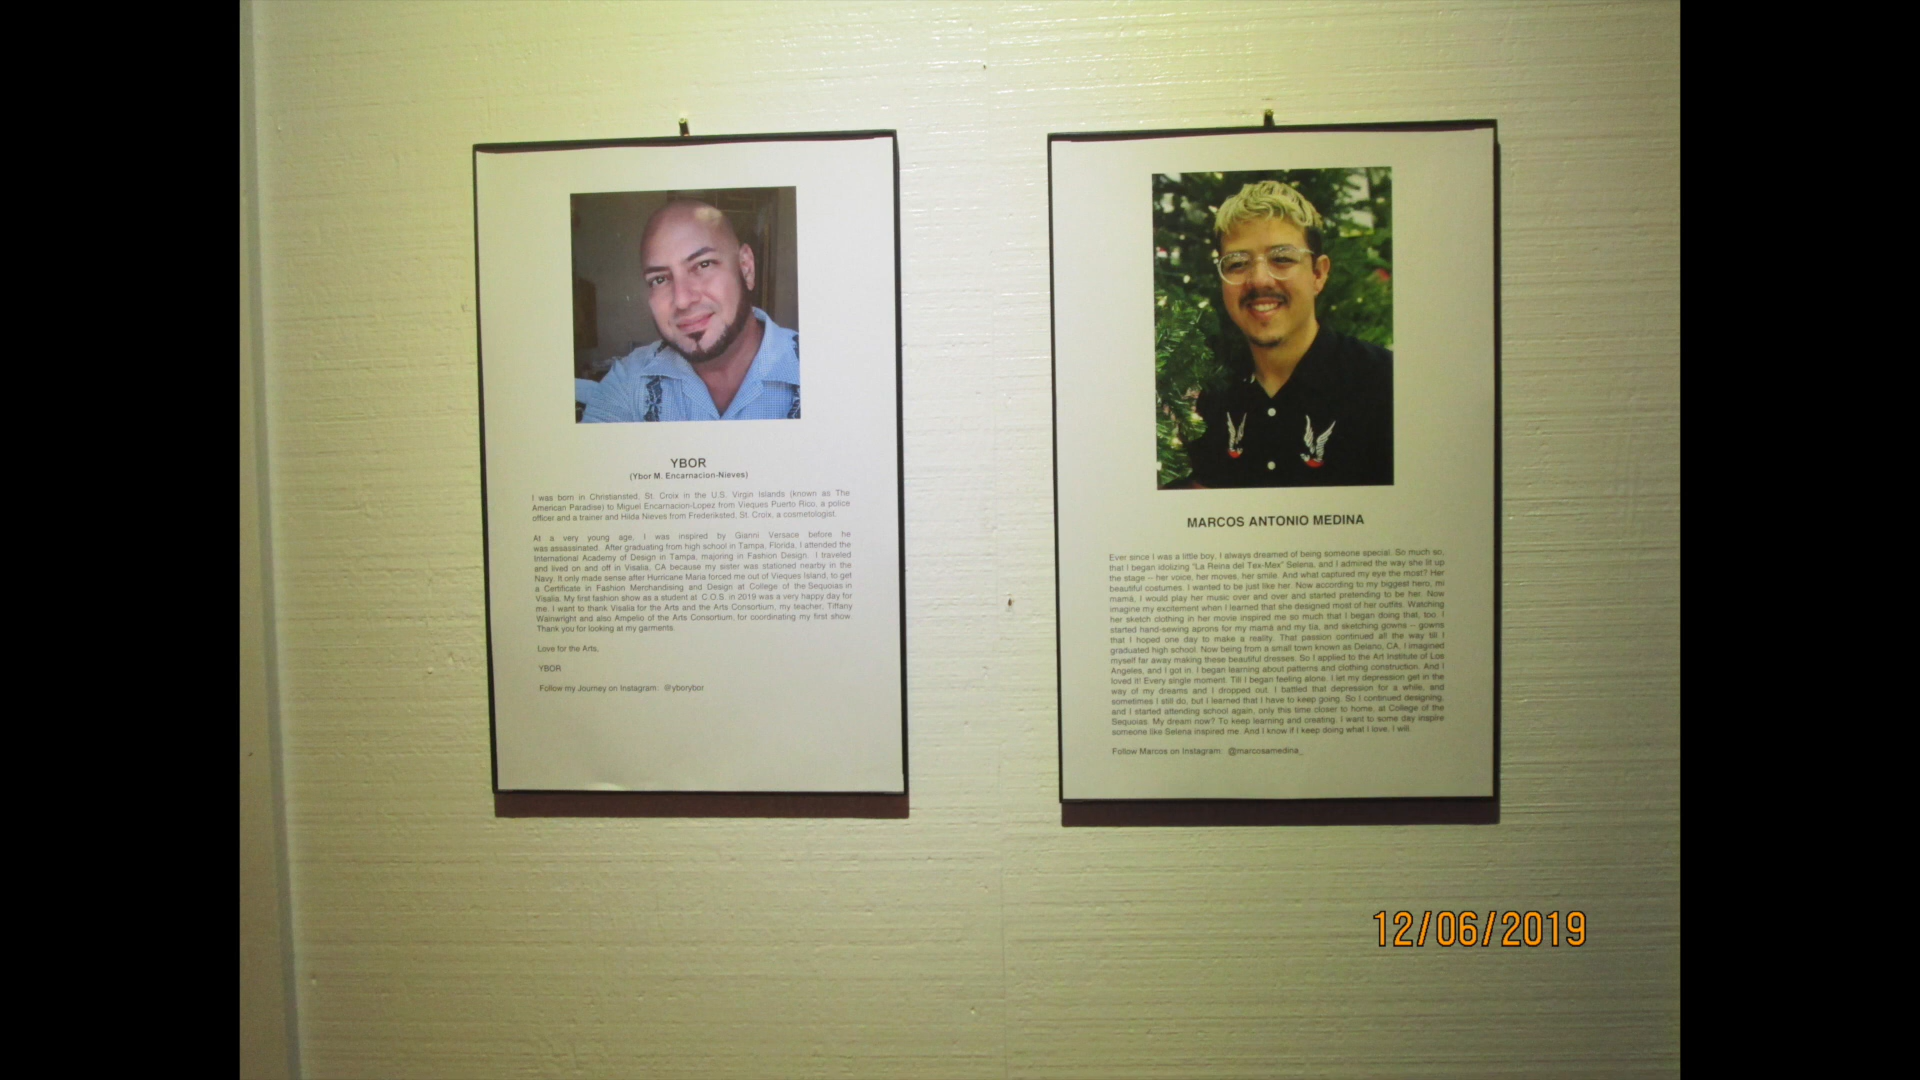 YBOR
(Ybor M. Encarnacion-Nieves)
I was born in Christiansted, St. Croix in the U.S. Virgin Islands (known as The
American Paradise) to Miguel Encarnacion-Lopez from Vieques Puerto Rico, a police
officer and a trainer and Hilda Nieves from Frederiksted, St. Croix, a cosmetologist.
At a very young age, I was inspired by Gianni Versace before he
was assassinated. After graduating from high school in Tampa, Florida, I attended the
International Academy of Design in Tampa, majoring in Fashion Design. I traveled
and lived on and off in Visalia, CA because my sister was stationed nearby in the
Navy. It only made sense after Hurricane Maria forced me out of Vieques Island, to get
a Certificate in Fashion Merchandising and Design at College of the Sequoias in
Visalia. My first fashion show as a student at C.O.S. in 2019 was a very happy day for
me. I want to thank Visalia for the Arts and the Arts Consortium, my teacher, Tiffany
Wainwright and also Ampelio of the Arts Consortium, for coordinating my first show.
Thank you for looking at my garments.
Love for the Arts,
YBOR
Follow my Journey on Instagram: @yborybor
MARCOS ANTONIO MEDINA
Ever since I was a little boy, I always dreamed of being someone special. So much so,
that I began idolizing "La Reina del Tex-Mex" Selena, and I admired the way she lit up
the stage -- her voice, her moves, her smile. And what captured my eye the most? Her
beautiful costumes. I wanted to be just like her. Now according to my biggest hero, mi
mamá, I would play her music over and over and started pretending to be her. Now
imagine my excitement when I learned that she designed most of her outfits. Watching
her sketch clothing in her movie inspired me so much that I began doing that, too. I
started hand-sewing aprons for my mamá and my tía, and sketching gowns -- gowns
that I hoped one day to make a reality. That passion continued all the way till I
graduated high school. Now being from a small town known as Delano, CA, I imagined
myself far away making these beautiful dresses. So I applied to the Art Institute of Los
Angeles, and I got in. I began learning about patterns and clothing construction. And I
loved it! Every single moment. Till I began feeling alone. I let my depression get in the
way of my dreams and I dropped out. I battled that depression for a while, and
sometimes I still do, but I learned that I have to keep going. So I continued designing,
and I started attending school again, only this time closer to home, at College of the
Sequoias. My dream now? To keep learning and creating. I want to some day inspire
someone like Selena inspired me. And I know if I keep doing what I love, I will.
Follow Marcos on Instagram: @marcosamedina_
12/06/2019